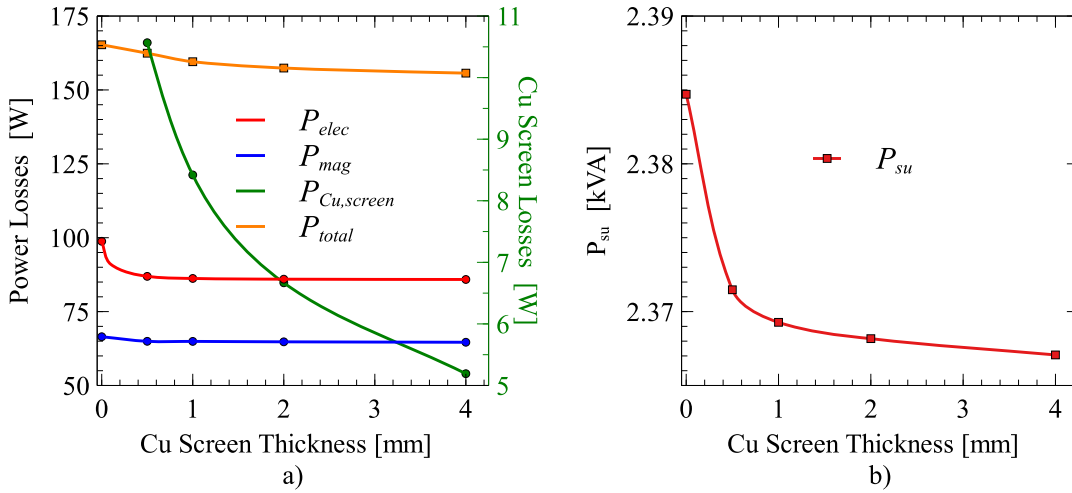 175
150
125
100
75
50
Power Losses [W]
11
10
9
8
7
6
5
Cu Screen Losses [W]
P_elec
P_mag
P_Cu,screen
P_total
0 1 2 3 4
Cu Screen Thickness [mm]
a)
2.39
2.38
2.37
P_su [kVA]
P_su
0 1 2 3 4
Cu Screen Thickness [mm]
b)